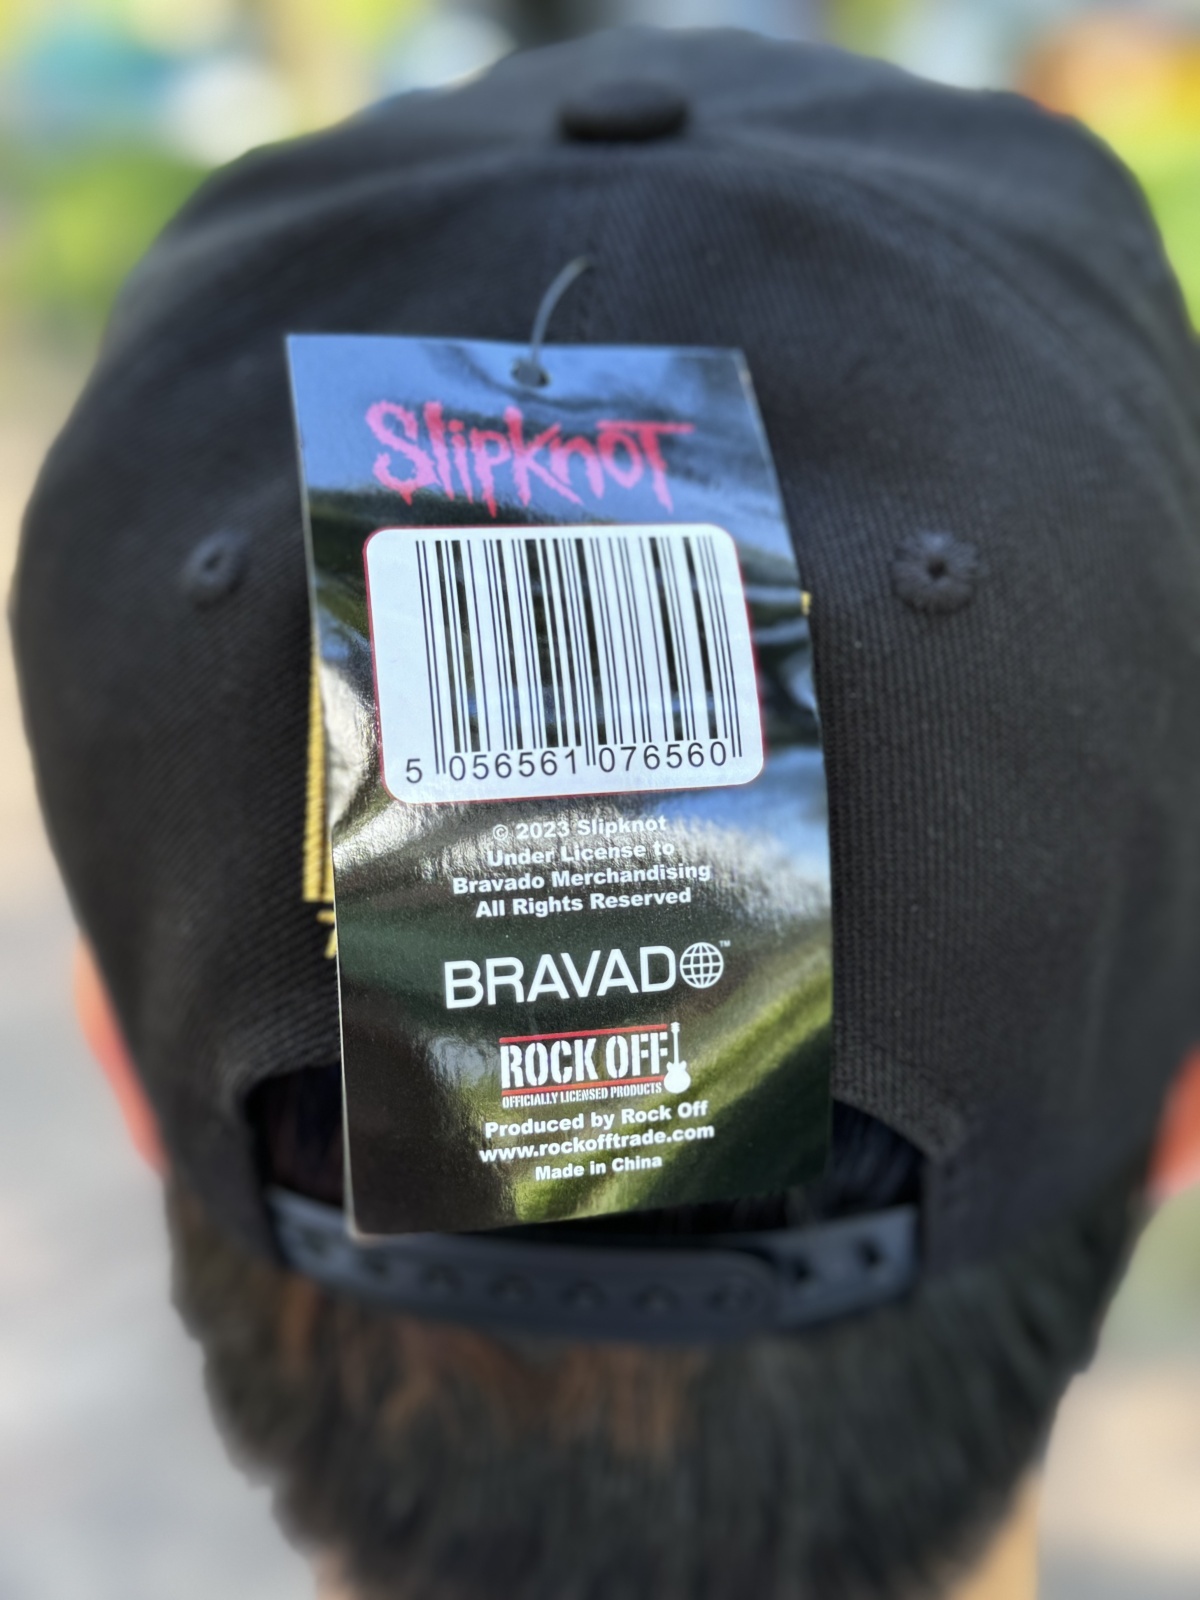 Slipknot
5 056561 076560
© 2023 Slipknot
Under License to
Bravado Merchandising
All Rights Reserved
BRAVADO™
ROCK OFF
OFFICIALLY LICENSED PRODUCTS
Produced by Rock Off
www.rockofftrade.com
Made in China